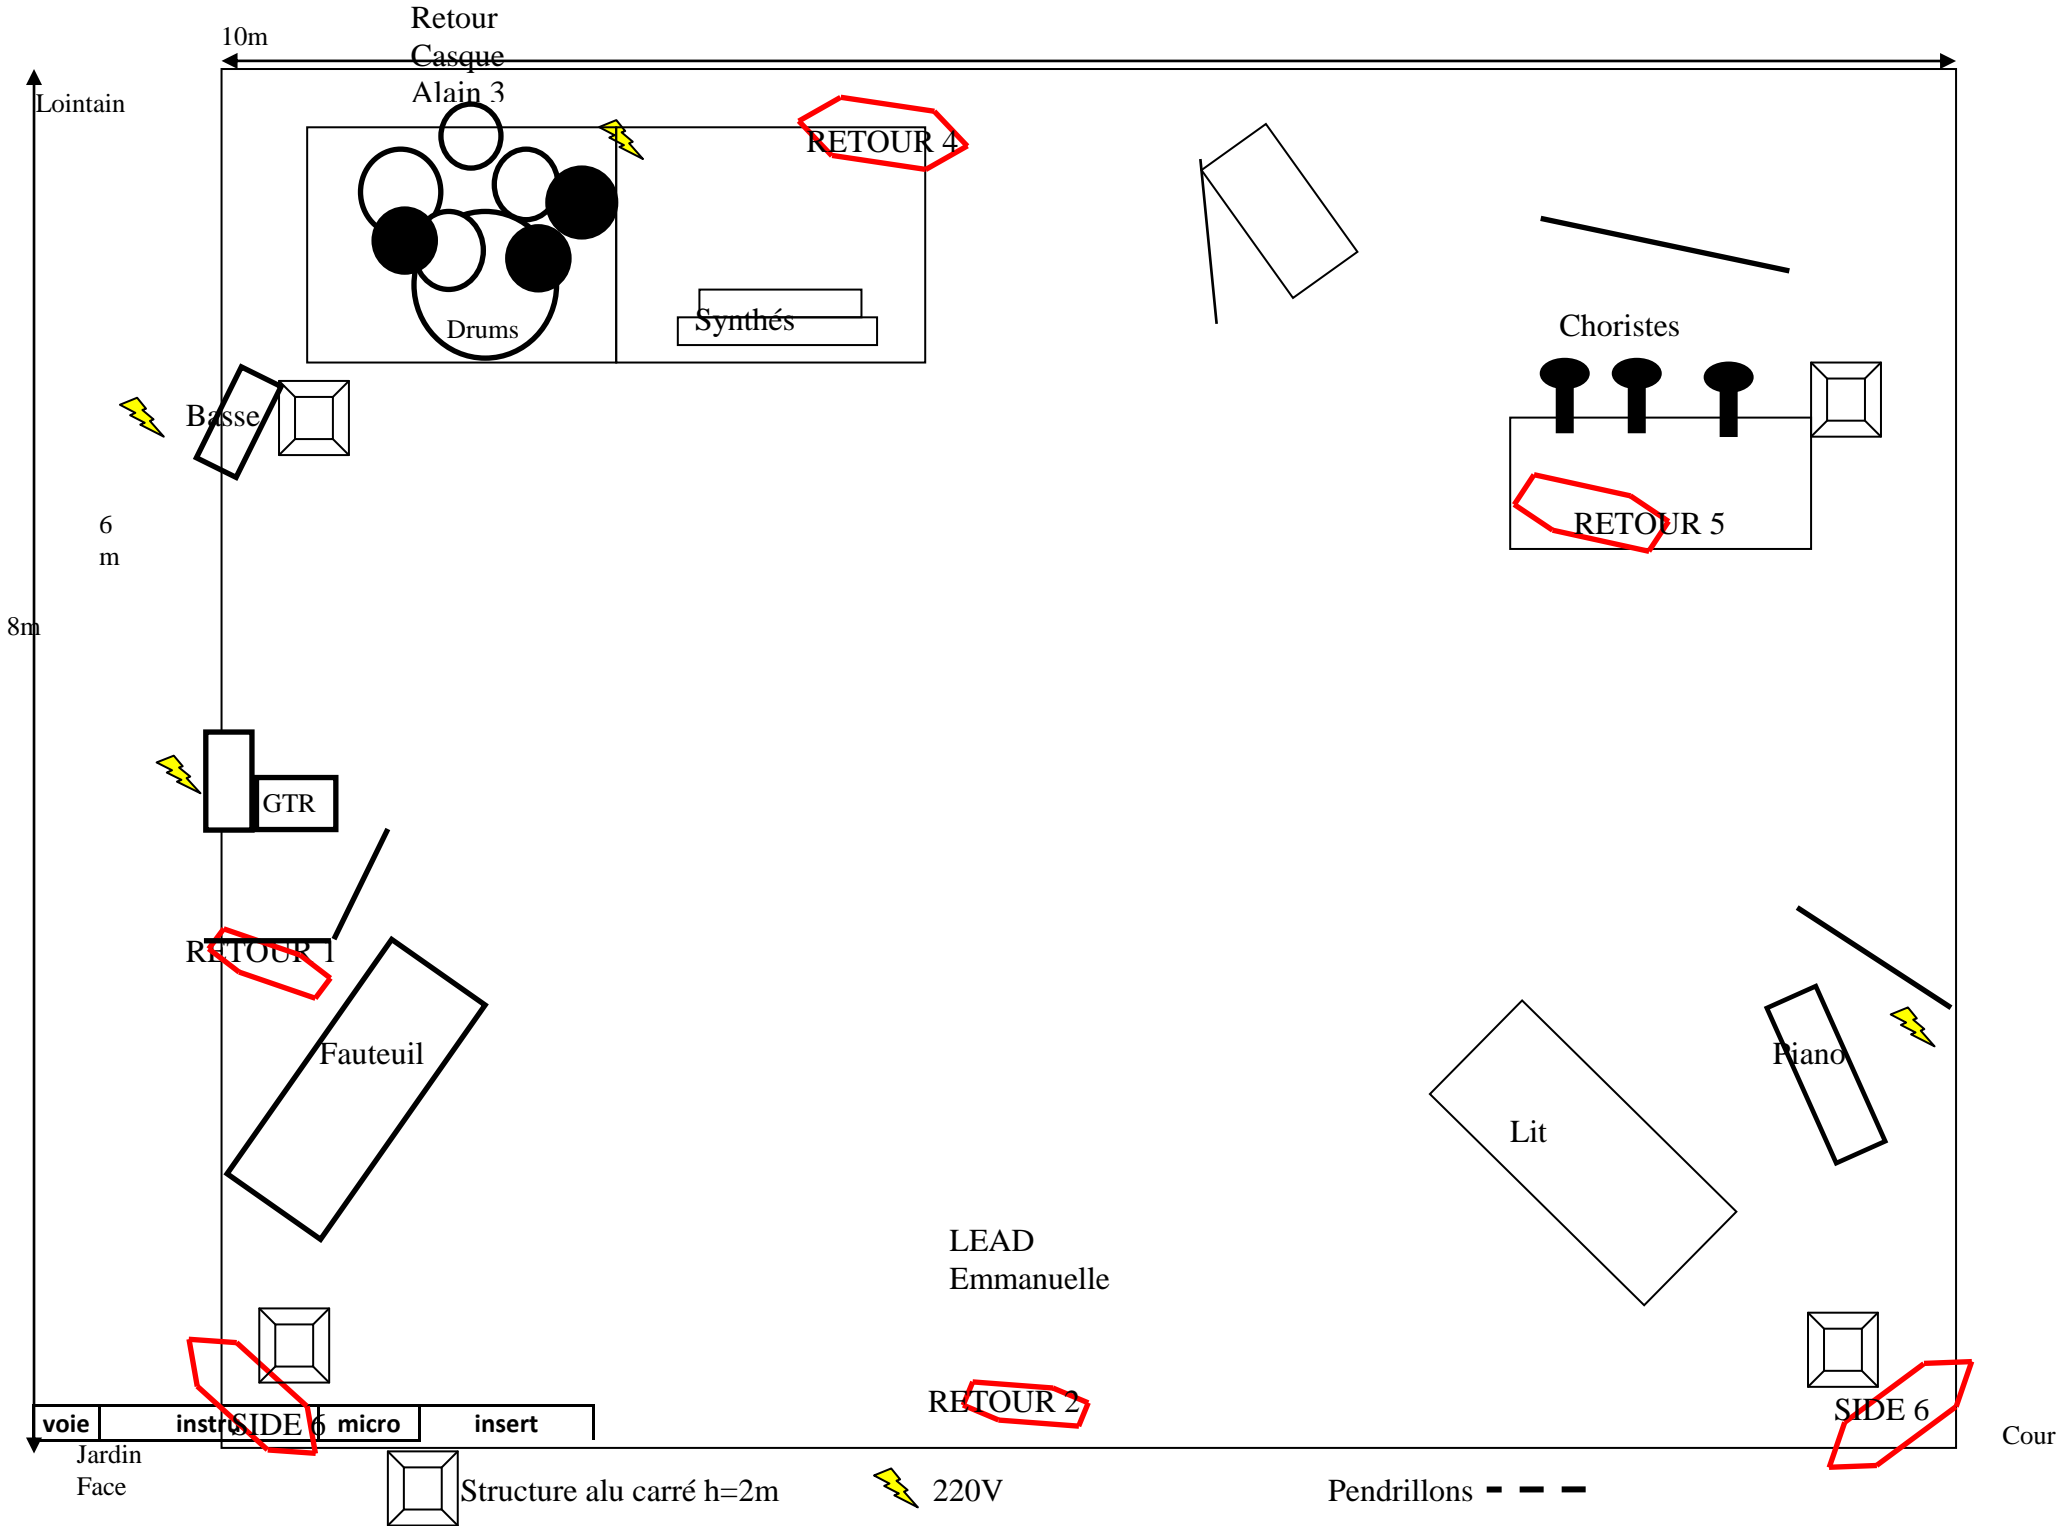 Retour
Casque
Alain 3
10m
Lointain
RETOUR 4
Synthés
Drums
Choristes
Basse
6
m
RETOUR 5
8m
GTR
RETOUR 1
Fauteuil
Piano
Lit
LEAD
Emmanuelle
RETOUR 2
SIDE 6
voie instru micro insert
SIDE 6
Cour
Jardin
Face
Structure alu carré h=2m
220V
Pendrillons